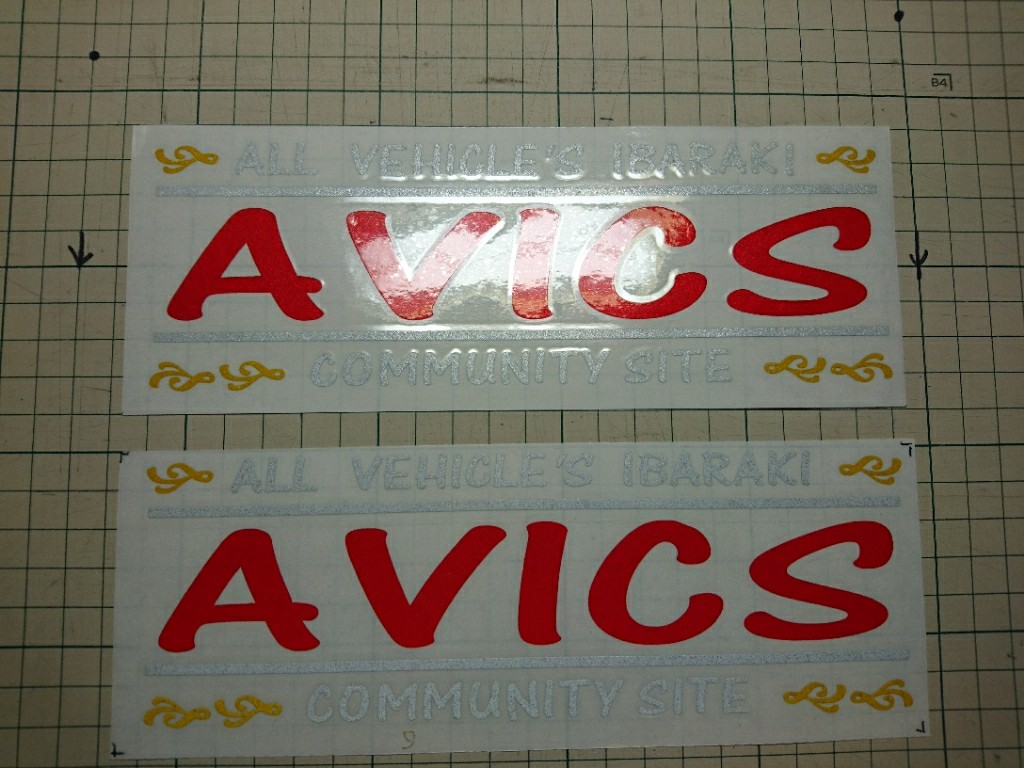 B4
ALL VEHICLE'S IBARAKI
AVICS
COMMUNITY SITE
ALL VEHICLE'S IBARAKI
AVICS
COMMUNITY SITE